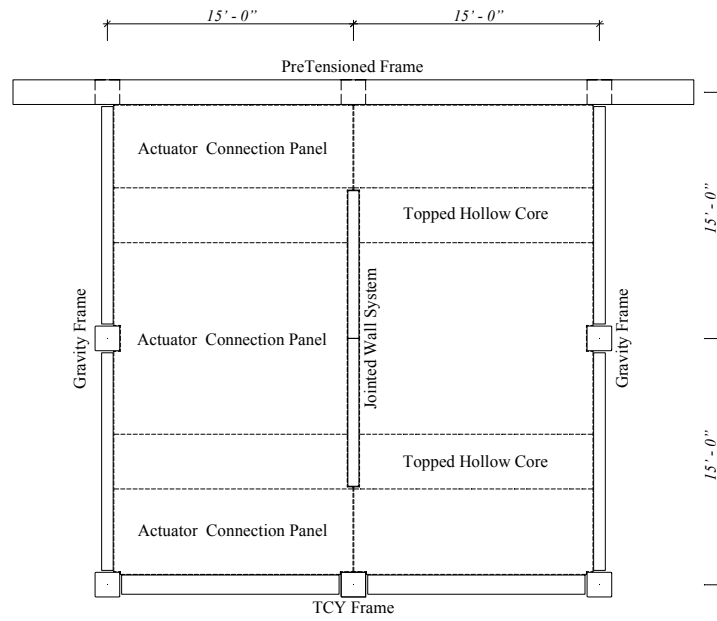 15' - 0”
15' - 0”
PreTensioned Frame
Actuator Connection Panel
15' - 0”
Topped Hollow Core
Gravity Frame
Actuator Connection Panel
Jointed Wall System
Gravity Frame
Topped Hollow Core
15' - 0”
Actuator Connection Panel
TCY Frame